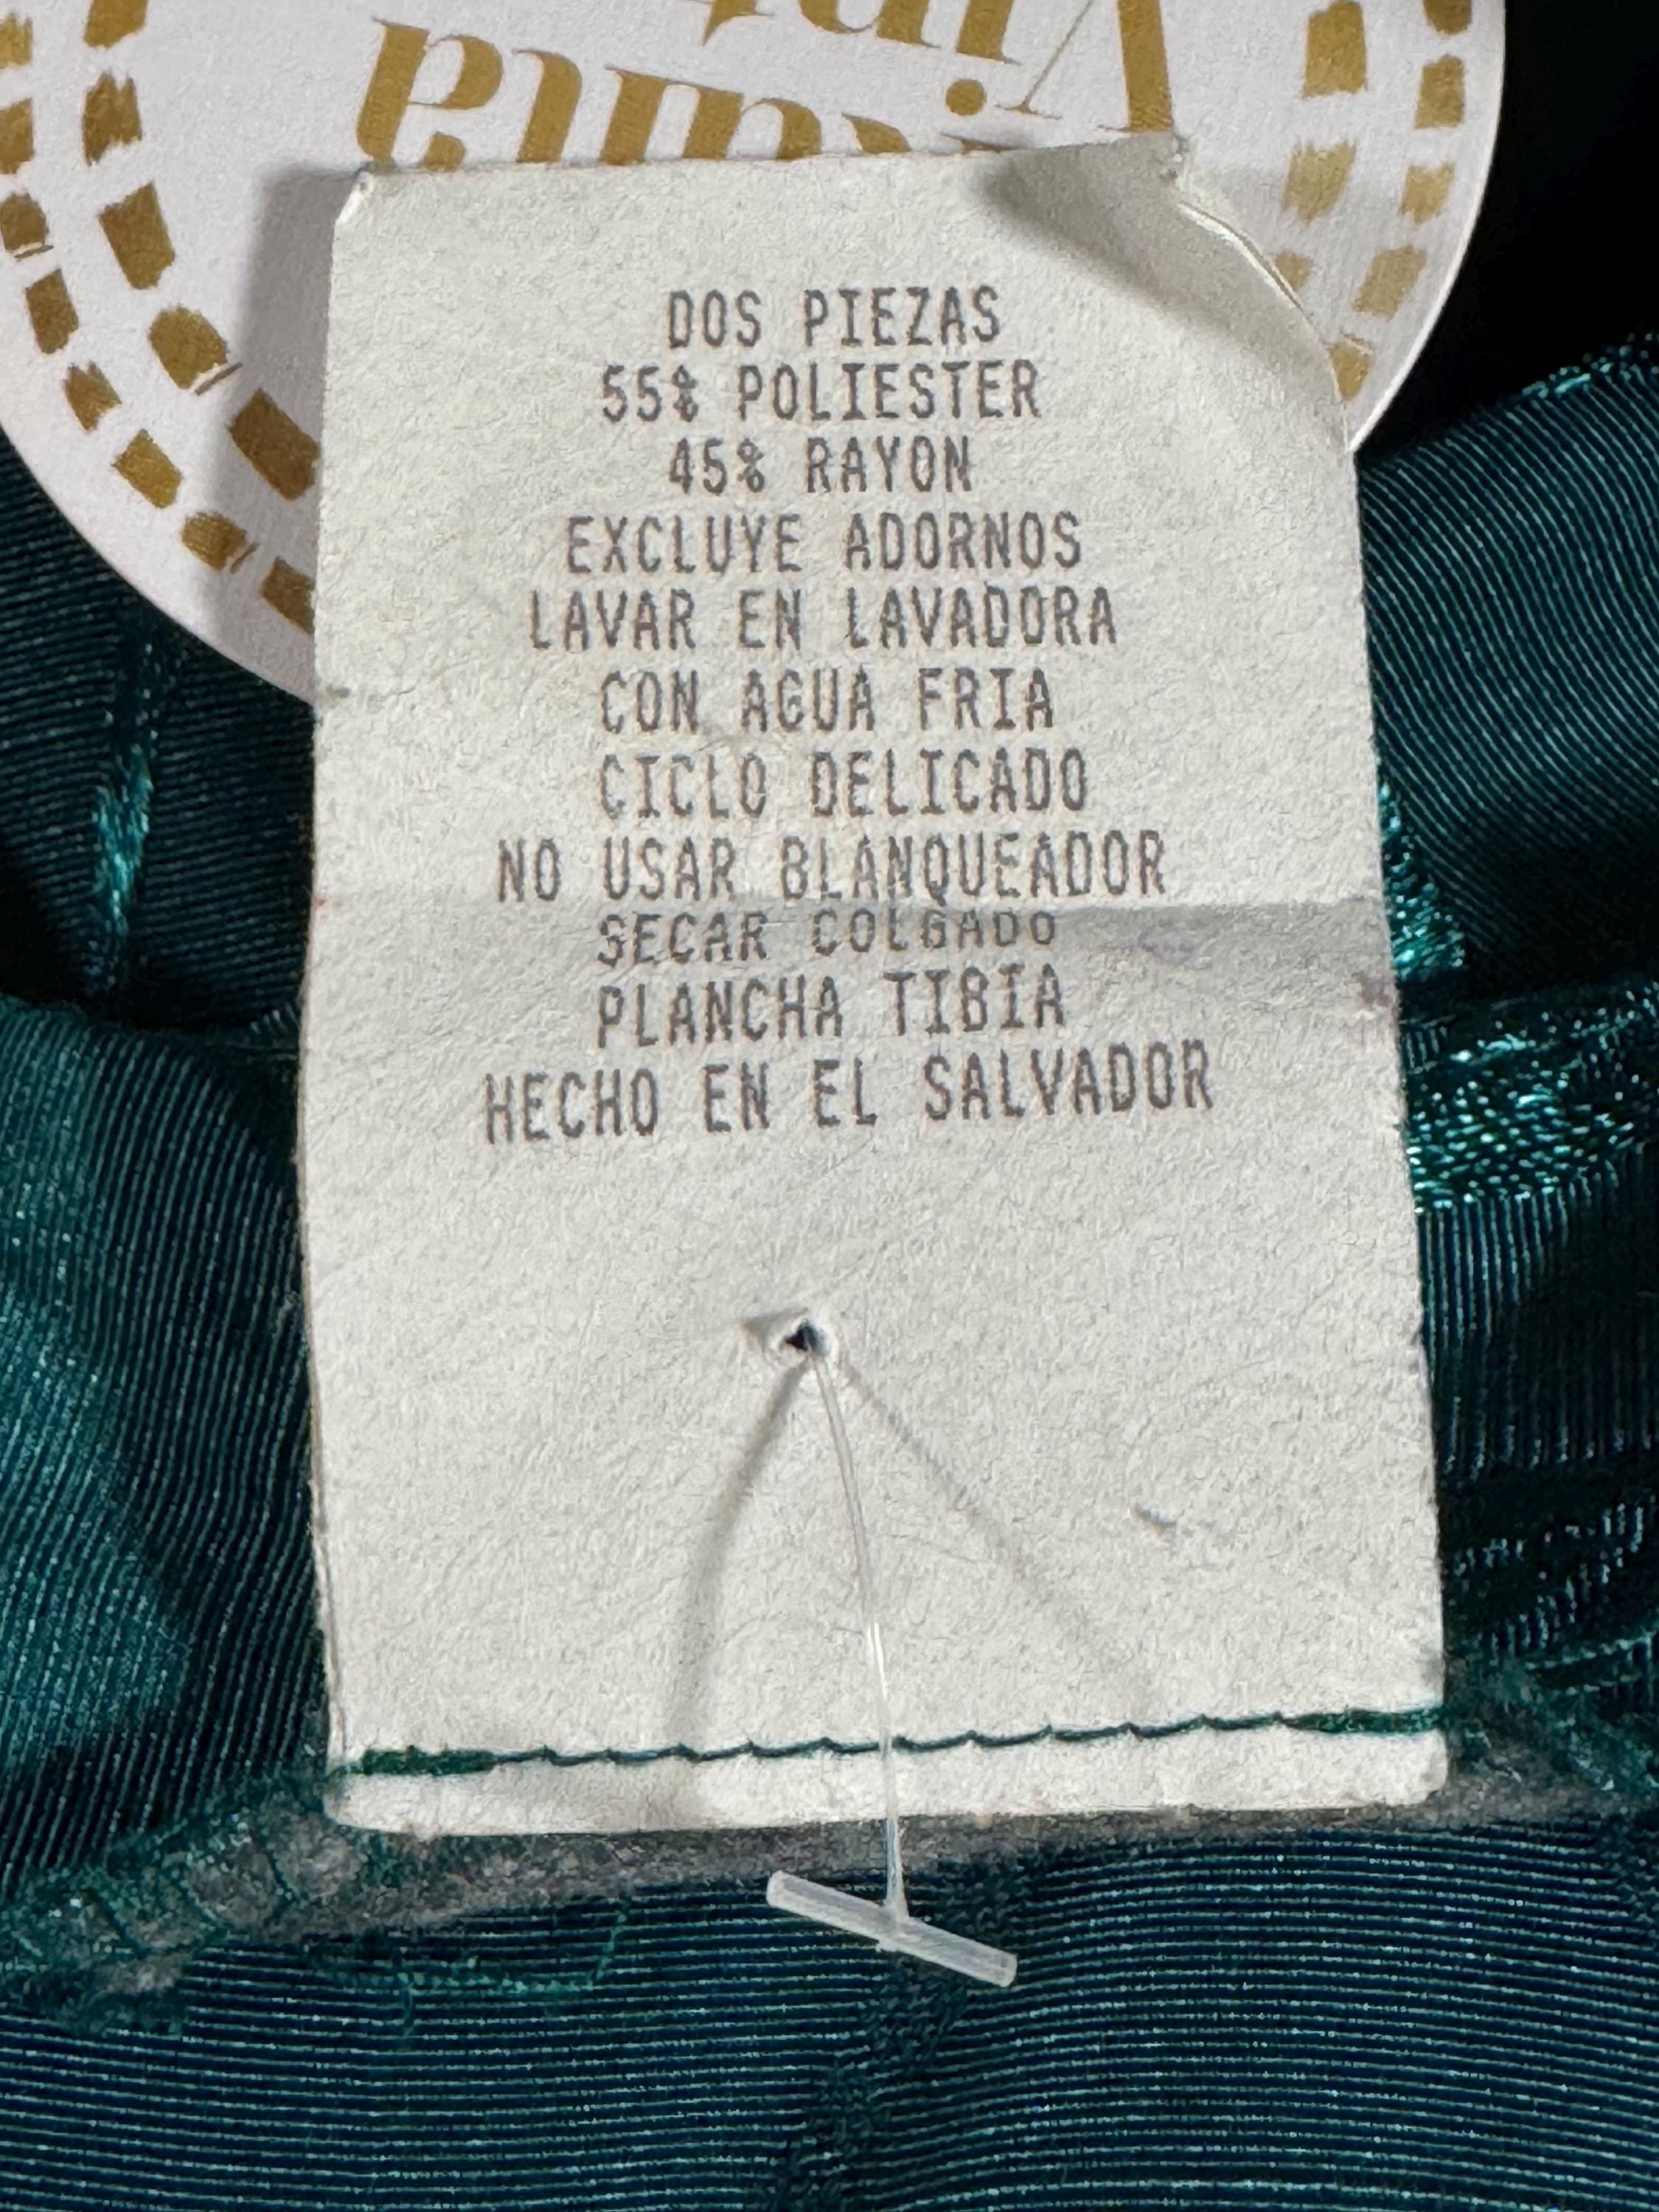 DOS PIEZAS
55% POLIESTER
45% RAYON
EXCLUYE ADORNOS
LAVAR EN LAVADORA
CON AGUA FRIA
CICLO DELICADO
NO USAR BLANQUEADOR
SECAR COLGADO
PLANCHA TIBIA
HECHO EN EL SALVADOR